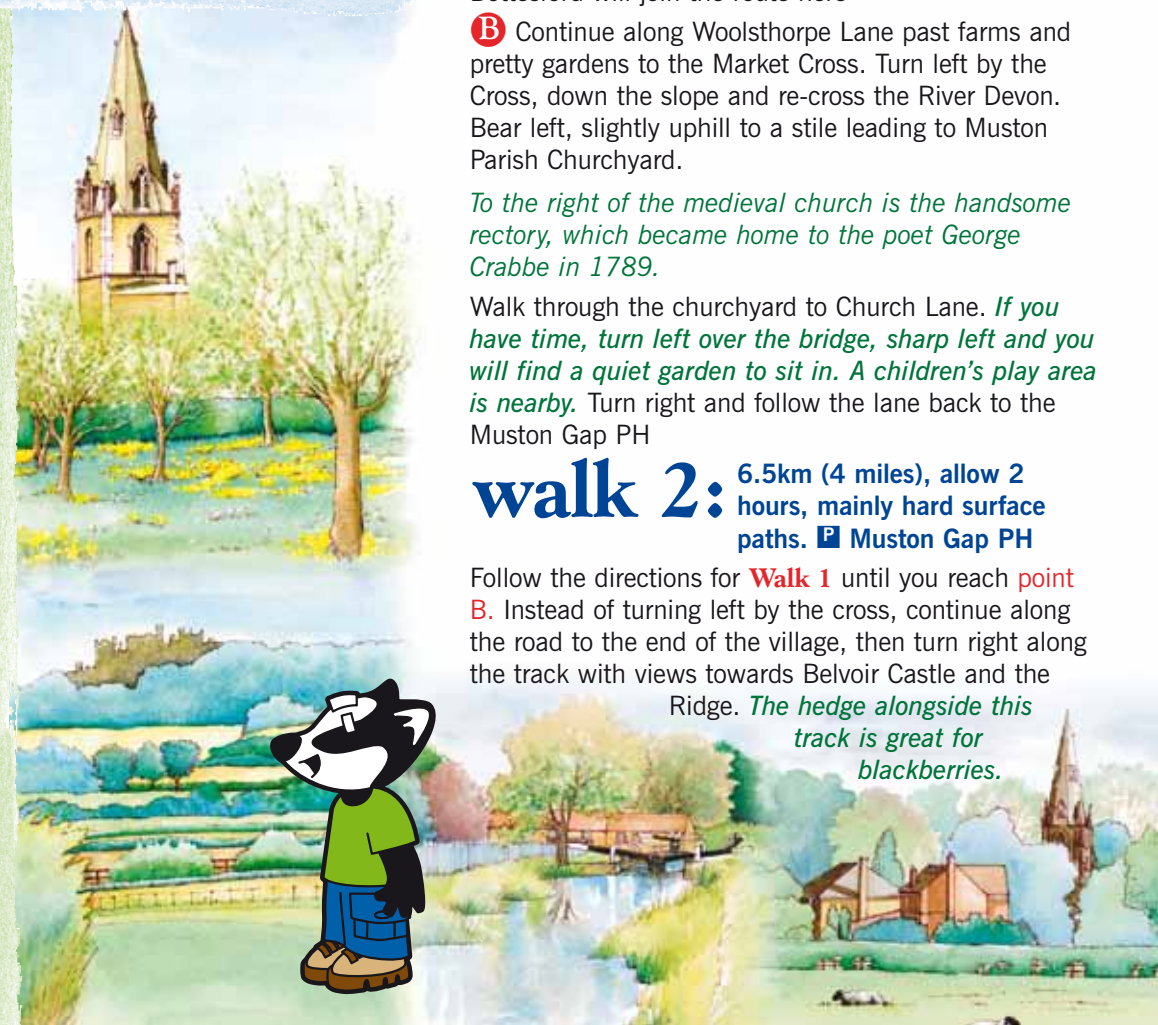 B Continue along Woolsthorpe Lane past farms and
pretty gardens to the Market Cross. Turn left by the
Cross, down the slope and re-cross the River Devon.
Bear left, slightly uphill to a stile leading to Muston
Parish Churchyard.
To the right of the medieval church is the handsome
rectory, which became home to the poet George
Crabbe in 1789.
Walk through the churchyard to Church Lane. If you
have time, turn left over the bridge, sharp left and you
will find a quiet garden to sit in. A children’s play area
is nearby. Turn right and follow the lane back to the
Muston Gap PH
walk 2:
6.5km (4 miles), allow 2
hours, mainly hard surface
paths. P Muston Gap PH
Follow the directions for Walk 1 until you reach point
B. Instead of turning left by the cross, continue along
the road to the end of the village, then turn right along
the track with views towards Belvoir Castle and the
Ridge. The hedge alongside this
track is great for
blackberries.